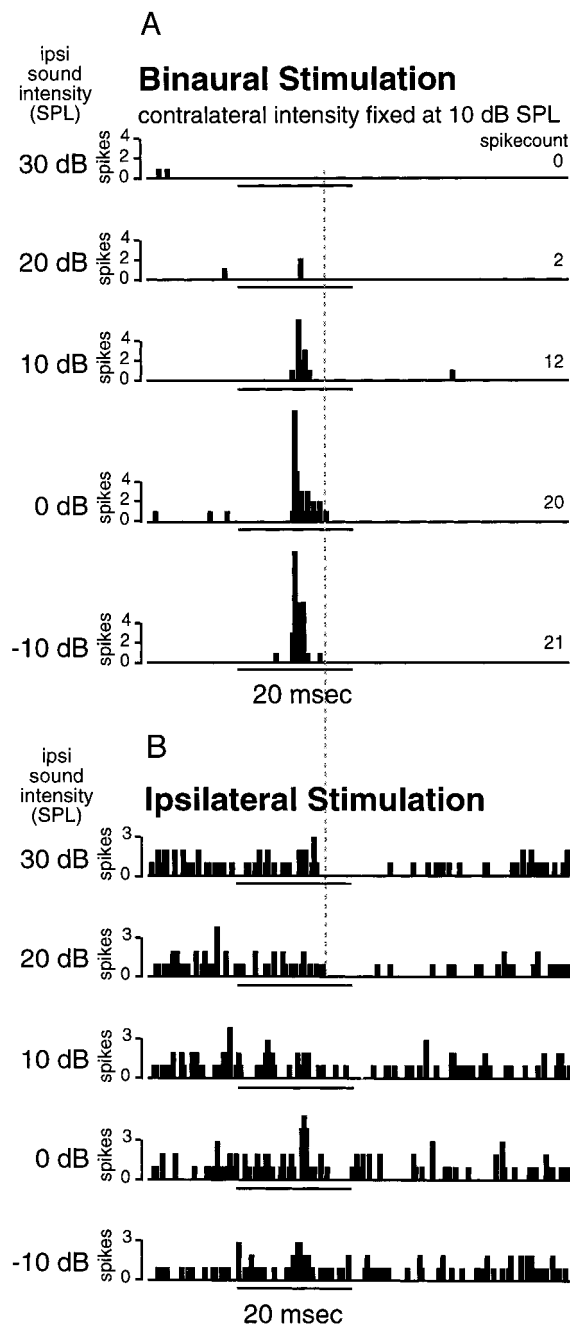 A
ipsi
sound
intensity
(SPL)
Binaural Stimulation
contralateral intensity fixed at 10 dB SPL
spikecount
30 dB
spikes
4
2
0
0
20 dB
spikes
4
2
0
2
10 dB
spikes
4
2
0
12
0 dB
spikes
4
2
0
20
-10 dB
spikes
4
2
0
21
20 msec
B
ipsi
sound
intensity
(SPL)
Ipsilateral Stimulation
30 dB
spikes
3
0
20 dB
spikes
3
0
10 dB
spikes
3
0
0 dB
spikes
3
0
-10 dB
spikes
3
0
20 msec